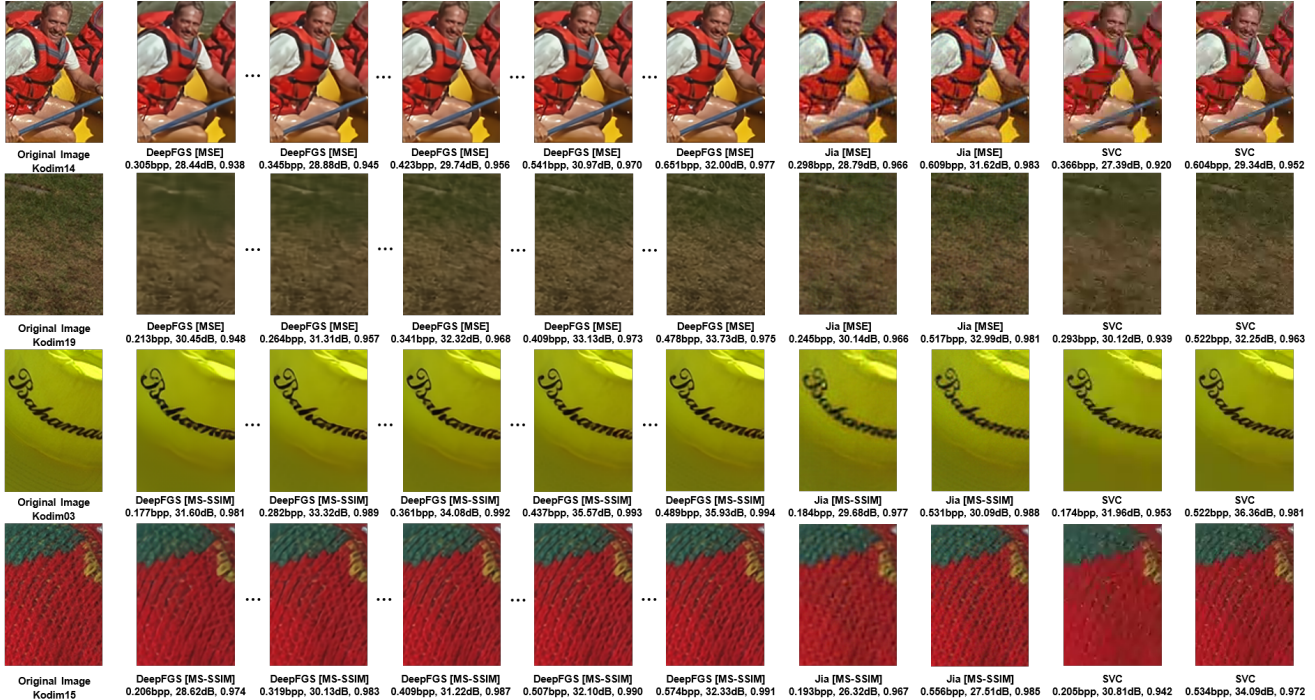 Original Image
Kodim14
DeepFGS [MSE]
0.305bpp, 28.44dB, 0.938
...
DeepFGS [MSE]
0.345bpp, 28.88dB, 0.945
...
DeepFGS [MSE]
0.423bpp, 29.74dB, 0.956
...
DeepFGS [MSE]
0.541bpp, 30.97dB, 0.970
...
DeepFGS [MSE]
0.651bpp, 32.00dB, 0.977
Jia [MSE]
0.298bpp, 28.79dB, 0.966
Jia [MSE]
0.609bpp, 31.62dB, 0.983
SVC
0.366bpp, 27.39dB, 0.920
SVC
0.604bpp, 29.34dB, 0.952
Original Image
Kodim19
DeepFGS [MSE]
0.213bpp, 30.45dB, 0.948
...
DeepFGS [MSE]
0.264bpp, 31.31dB, 0.957
...
DeepFGS [MSE]
0.341bpp, 32.32dB, 0.968
...
DeepFGS [MSE]
0.409bpp, 33.13dB, 0.973
...
DeepFGS [MSE]
0.478bpp, 33.73dB, 0.975
Jia [MSE]
0.245bpp, 30.14dB, 0.966
Jia [MSE]
0.517bpp, 32.99dB, 0.981
SVC
0.293bpp, 30.12dB, 0.939
SVC
0.522bpp, 32.25dB, 0.963
Bahamas
Bahamas
Bahamas
Bahamas
Bahamas
Bahamas
Bahamas
Bahamas
Bahamas
Bahamas
Original Image
Kodim03
DeepFGS [MS-SSIM]
0.177bpp, 31.60dB, 0.981
...
DeepFGS [MS-SSIM]
0.282bpp, 33.32dB, 0.989
...
DeepFGS [MS-SSIM]
0.361bpp, 34.08dB, 0.992
...
DeepFGS [MS-SSIM]
0.437bpp, 35.57dB, 0.993
...
DeepFGS [MS-SSIM]
0.489bpp, 35.93dB, 0.994
Jia [MS-SSIM]
0.184bpp, 29.68dB, 0.977
Jia [MS-SSIM]
0.531bpp, 30.09dB, 0.988
SVC
0.174bpp, 31.96dB, 0.953
SVC
0.522bpp, 36.36dB, 0.981
Original Image
Kodim15
DeepFGS [MS-SSIM]
0.206bpp, 28.62dB, 0.974
...
DeepFGS [MS-SSIM]
0.319bpp, 30.13dB, 0.983
...
DeepFGS [MS-SSIM]
0.409bpp, 31.22dB, 0.987
...
DeepFGS [MS-SSIM]
0.507bpp, 32.10dB, 0.990
...
DeepFGS [MS-SSIM]
0.574bpp, 32.33dB, 0.991
Jia [MS-SSIM]
0.193bpp, 26.32dB, 0.967
Jia [MS-SSIM]
0.556bpp, 27.51dB, 0.985
SVC
0.205bpp, 30.81dB, 0.942
SVC
0.534bpp, 34.09dB, 0.972